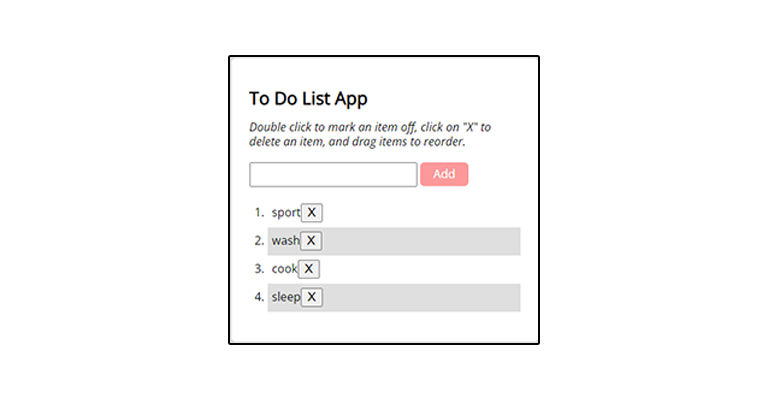 To Do List App
Double click to mark an item off, click on "X" to
delete an item, and drag items to reorder.
Add
1. sport X
2. wash X
3. cook X
4. sleep X